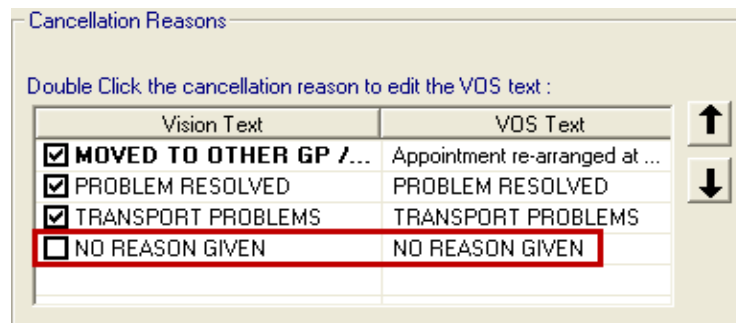 Cancellation Reasons
Double Click the cancellation reason to edit the VOS text :
Vision Text VOS Text
MOVED TO OTHER GP /... Appointment re-arranged at ...
PROBLEM RESOLVED PROBLEM RESOLVED
TRANSPORT PROBLEMS TRANSPORT PROBLEMS
NO REASON GIVEN NO REASON GIVEN